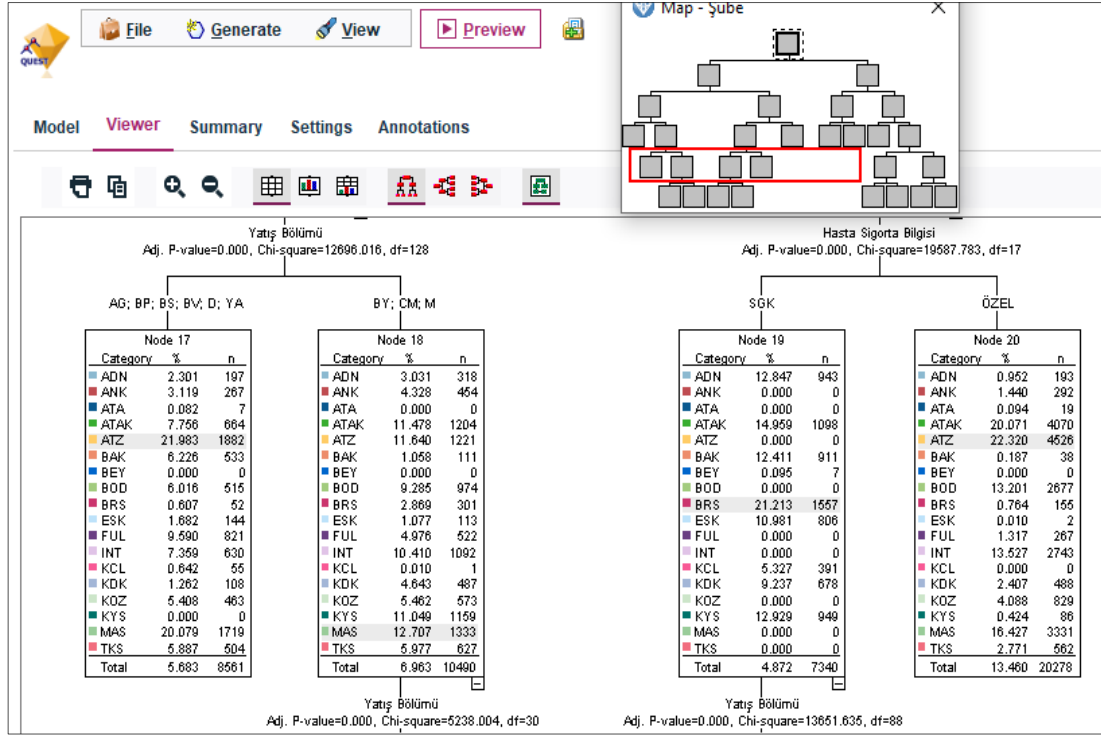 QUEST
File
Generate
View
Preview
Map - Şube
Model
Viewer
Summary
Settings
Annotations
Yatış Bölümü
Adj. P-value=0.000, Chi-square=12696.016, df=128
Hasta Sigorta Bilgisi
Adj. P-value=0.000, Chi-square=19587.783, df=17
AG; BP; BS; BV; D; YA
BY; CM; M
SGK
ÖZEL
Node 17
Category % n
ADN 2.301 197
ANK 3.119 267
ATA 0.082 7
ATAK 7.756 664
ATZ 21.983 1882
BAK 6.226 533
BEY 0.000 0
BOD 6.016 515
BRS 0.607 52
ESK 1.682 144
FUL 9.590 821
INT 7.359 630
KCL 0.642 55
KDK 1.262 108
KOZ 5.408 463
KYS 0.000 0
MAS 20.079 1719
TKS 5.887 504
Total 5.683 8561
Node 18
Category % n
ADN 3.031 318
ANK 4.328 454
ATA 0.000 0
ATAK 11.478 1204
ATZ 11.640 1221
BAK 1.058 111
BEY 0.000 0
BOD 9.285 974
BRS 2.869 301
ESK 1.077 113
FUL 4.976 522
INT 10.410 1092
KCL 0.010 1
KDK 4.643 487
KOZ 5.462 573
KYS 11.049 1159
MAS 12.707 1333
TKS 5.977 627
Total 6.963 10490
Node 19
Category % n
ADN 12.847 943
ANK 0.000 0
ATA 0.000 0
ATAK 14.959 1098
ATZ 0.000 0
BAK 12.411 911
BEY 0.095 7
BOD 0.000 0
BRS 21.213 1557
ESK 10.981 806
FUL 0.000 0
INT 0.000 0
KCL 5.327 391
KDK 9.237 678
KOZ 0.000 0
KYS 12.929 949
MAS 0.000 0
TKS 0.000 0
Total 4.872 7340
Node 20
Category % n
ADN 0.952 193
ANK 1.440 292
ATA 0.094 19
ATAK 20.071 4070
ATZ 22.320 4526
BAK 0.187 38
BEY 0.000 0
BOD 13.201 2677
BRS 0.764 155
ESK 0.010 2
FUL 1.317 267
INT 13.527 2743
KCL 0.000 0
KDK 2.407 488
KOZ 4.088 829
KYS 0.424 86
MAS 16.427 3331
TKS 2.771 562
Total 13.460 20278
Yatış Bölümü
Adj. P-value=0.000, Chi-square=5238.004, df=30
Yatış Bölümü
Adj. P-value=0.000, Chi-square=13651.635, df=88